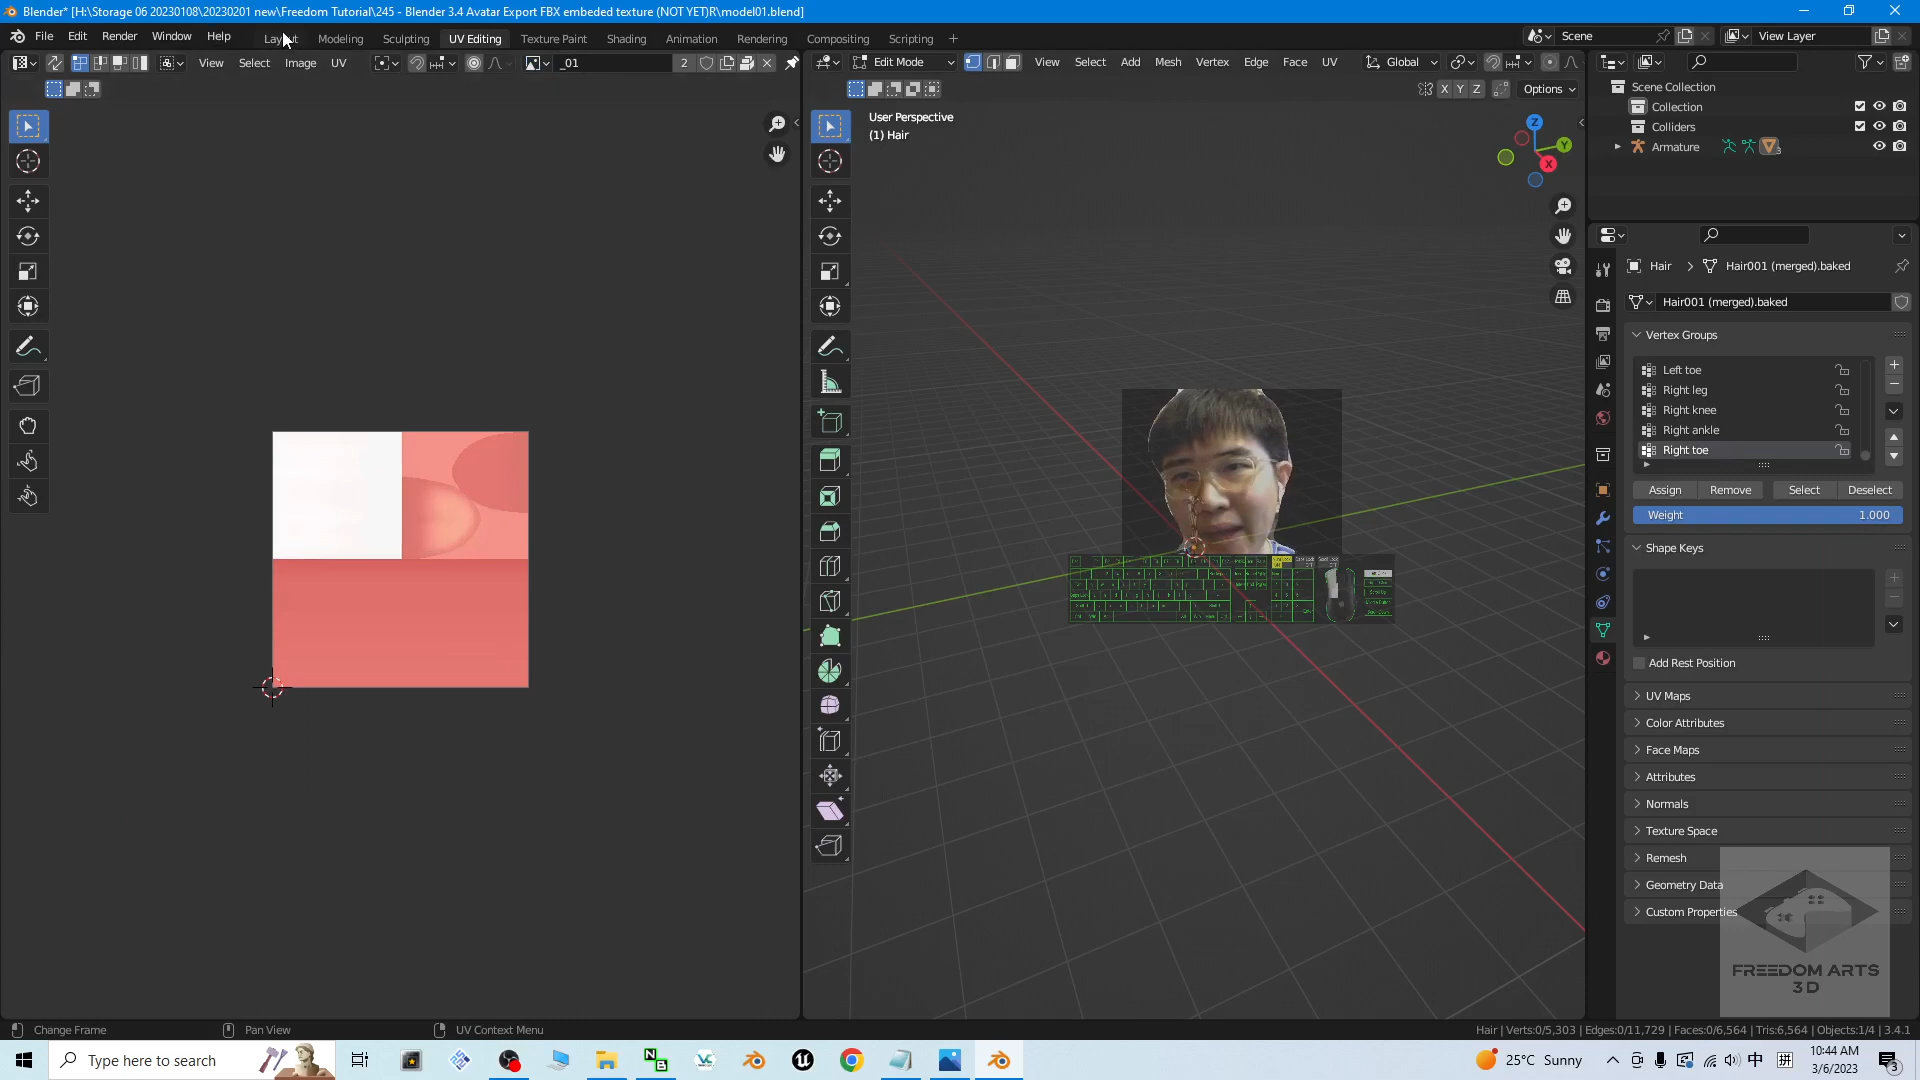 Blender* [H:\Storage 06 20230108\20230201 new\Freedom Tutorial\245 - Blender 3.4 Avatar Export FBX embeded texture (NOT YET)R\model01.blend]
File Edit Render Window Help Layout Modeling Sculpting UV Editing Texture Paint Shading Animation Rendering Compositing Scripting + Scene View Layer
View Select Image UV _01 2 Edit Mode View Select Add Mesh Vertex Edge Face UV Global
X Y Z Options
User Perspective
(1) Hair
Z
Y
X
Scene Collection
Collection
Colliders
Armature 3
Hair Hair001 (merged).baked
Hair001 (merged).baked
Vertex Groups
Left toe
Right leg
Right knee
Right ankle
Right toe
Assign Remove Select Deselect
Weight 1.000
Shape Keys
Add Rest Position
UV Maps
Color Attributes
Face Maps
Attributes
Normals
Texture Space
Remesh
Geometry Data
Custom Properties
FREEDOM ARTS
3D
Change Frame Pan View UV Context Menu Hair | Verts:0/5,303 | Edges:0/11,729 | Faces:0/6,564 | Tris:6,564 | Objects:1/4 | 3.4.1
Type here to search 25°C Sunny 中 拼 10:44 AM
3/6/2023 3